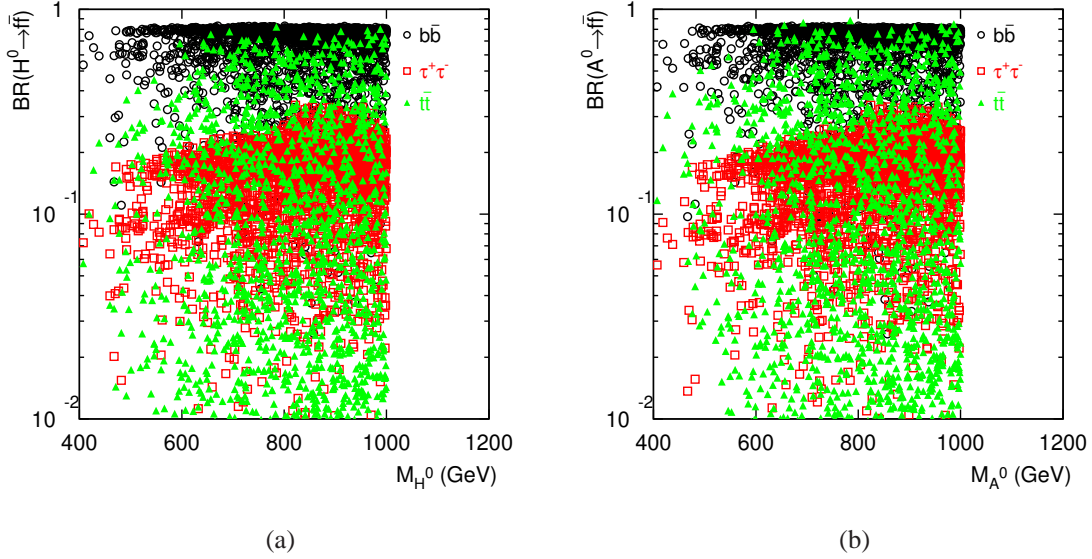 BR(H⁰→ff̄)
1
10⁻¹
10⁻²
bb̄
τ⁺τ⁻
tt̄
400 600 800 1000 1200
M_H⁰ (GeV)
(a)
BR(A⁰→ff̄)
1
10⁻¹
10⁻²
bb̄
τ⁺τ⁻
tt̄
400 600 800 1000 1200
M_A⁰ (GeV)
(b)